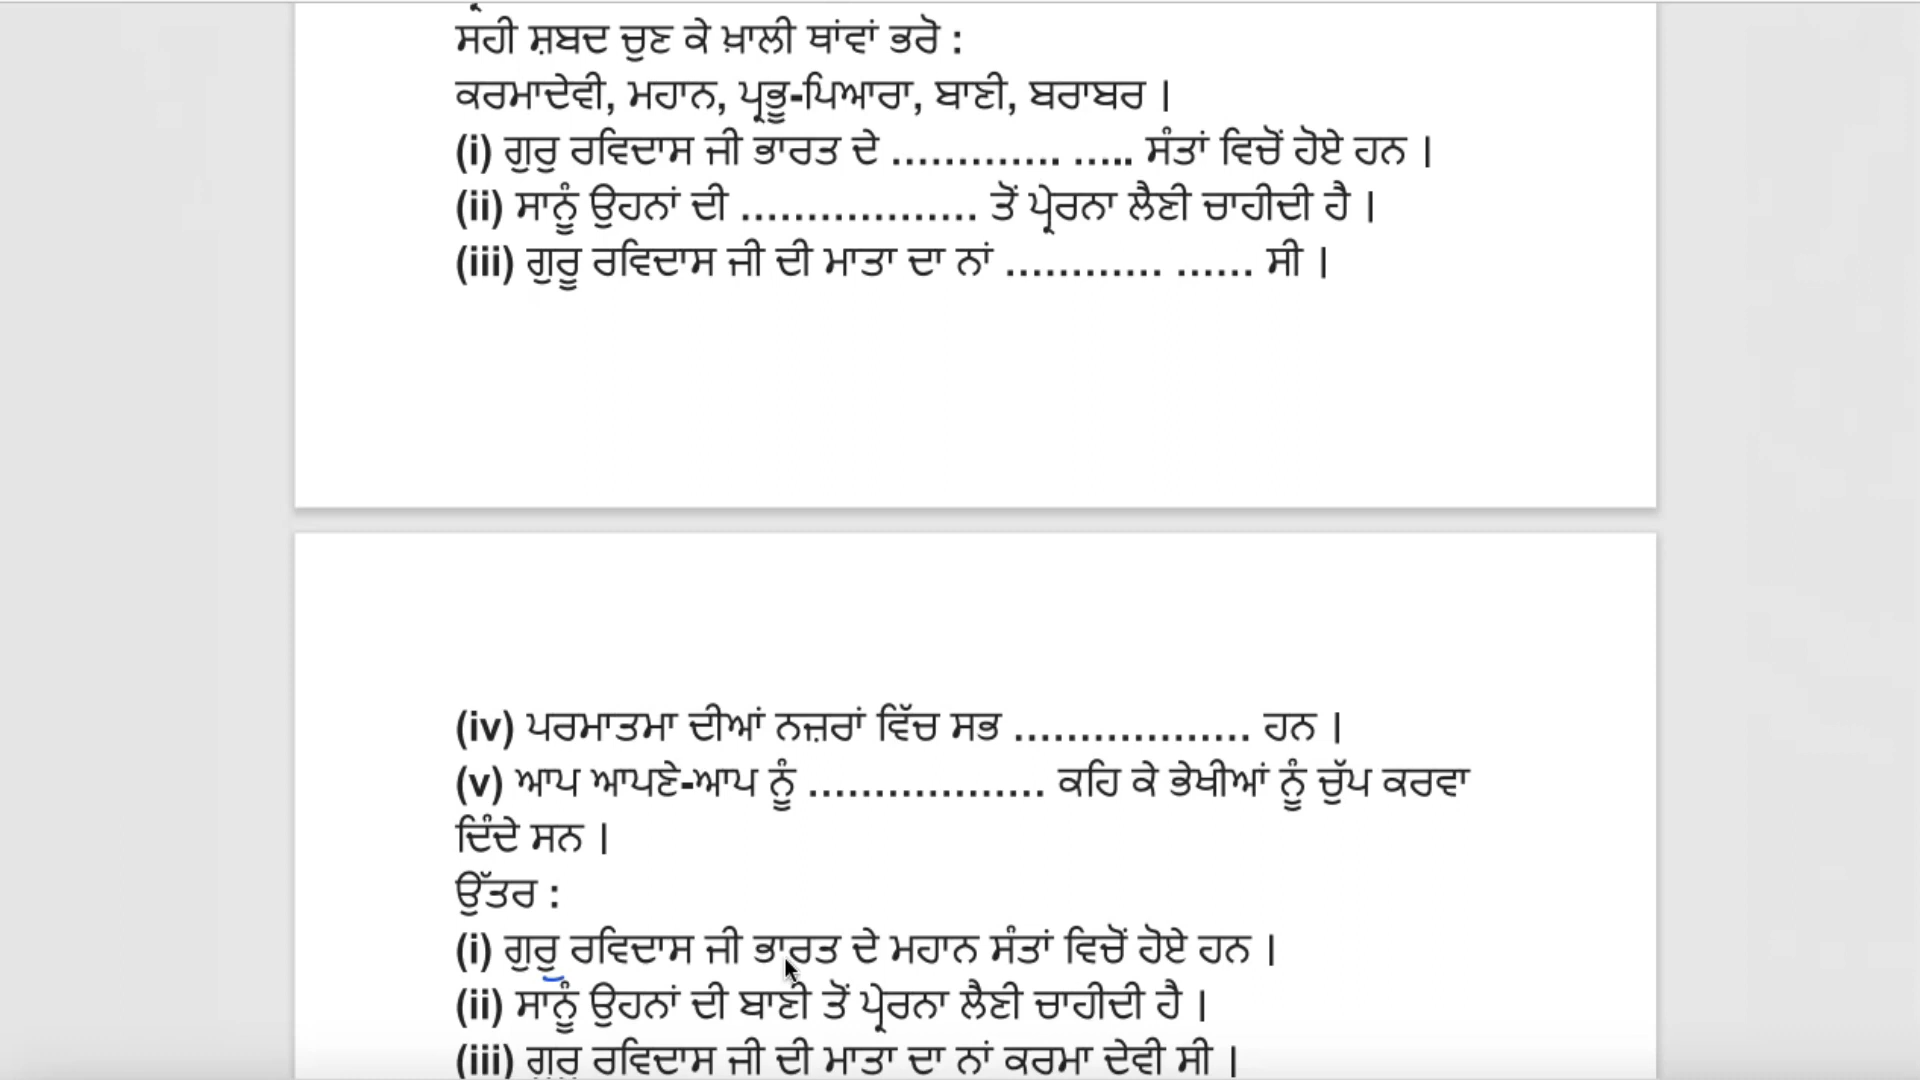 ਸਹੀ ਸ਼ਬਦ ਚੁਣ ਕੇ ਖ਼ਾਲੀ ਥਾਂਵਾਂ ਭਰੋ :
ਕਰਮਾਦੇਵੀ, ਮਹਾਨ, ਪ੍ਰਭੂ-ਪਿਆਰਾ, ਬਾਣੀ, ਬਰਾਬਰ |
(i) ਗੁਰੁ ਰਵਿਦਾਸ ਜੀ ਭਾਰਤ ਦੇ …………. ….. ਸੰਤਾਂ ਵਿਚੋਂ ਹੋਏ ਹਨ |
(ii) ਸਾਨੂੰ ਉਹਨਾਂ ਦੀ ……………… ਤੋਂ ਪ੍ਰੇਰਨਾ ਲੈਣੀ ਚਾਹੀਦੀ ਹੈ |
(iii) ਗੁਰੂ ਰਵਿਦਾਸ ਜੀ ਦੀ ਮਾਤਾ ਦਾ ਨਾਂ ………… …… ਸੀ |
(iv) ਪਰਮਾਤਮਾ ਦੀਆਂ ਨਜ਼ਰਾਂ ਵਿੱਚ ਸਭ ……………… ਹਨ |
(v) ਆਪ ਆਪਣੇ-ਆਪ ਨੂੰ ……………… ਕਹਿ ਕੇ ਭੇਖੀਆਂ ਨੂੰ ਚੁੱਪ ਕਰਵਾ
ਦਿੰਦੇ ਸਨ |
ਉੱਤਰ :
(i) ਗੁਰੁ ਰਵਿਦਾਸ ਜੀ ਭਾਰਤ ਦੇ ਮਹਾਨ ਸੰਤਾਂ ਵਿਚੋਂ ਹੋਏ ਹਨ |
(ii) ਸਾਨੂੰ ਉਹਨਾਂ ਦੀ ਬਾਣੀ ਤੋਂ ਪ੍ਰੇਰਨਾ ਲੈਣੀ ਚਾਹੀਦੀ ਹੈ |
(iii) ਗੁਰੁ ਰਵਿਦਾਸ ਜੀ ਦੀ ਮਾਤਾ ਦਾ ਨਾਂ ਕਰਮਾ ਦੇਵੀ ਸੀ |